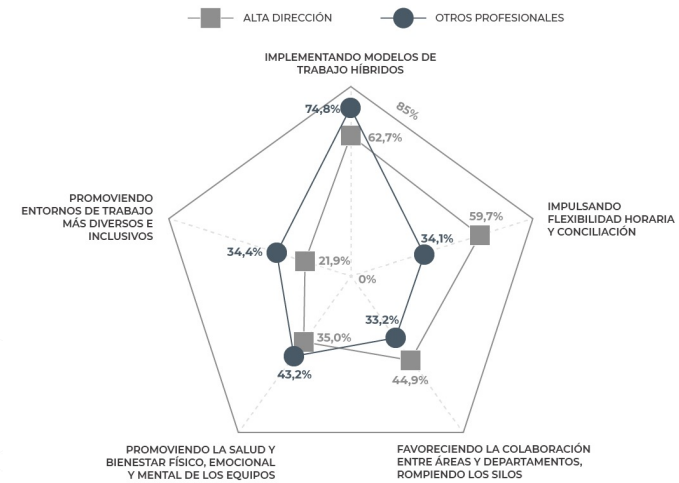 ALTA DIRECCIÓN
OTROS PROFESIONALES
IMPLEMENTANDO MODELOS DE
TRABAJO HÍBRIDOS
85%
74,8%
62,7%
PROMOVIENDO
ENTORNOS DE TRABAJO
MÁS DIVERSOS E
INCLUSIVOS
IMPULSANDO
FLEXIBILIDAD HORARIA
Y CONCILIACIÓN
59,7%
34,1%
34,4%
21,9%
0%
33,2%
35,0%
43,2%
44,9%
PROMOVIENDO LA SALUD Y
BIENESTAR FÍSICO, EMOCIONAL
Y MENTAL DE LOS EQUIPOS
FAVORECIENDO LA COLABORACIÓN
ENTRE ÁREAS Y DEPARTAMENTOS,
ROMPIENDO LOS SILOS